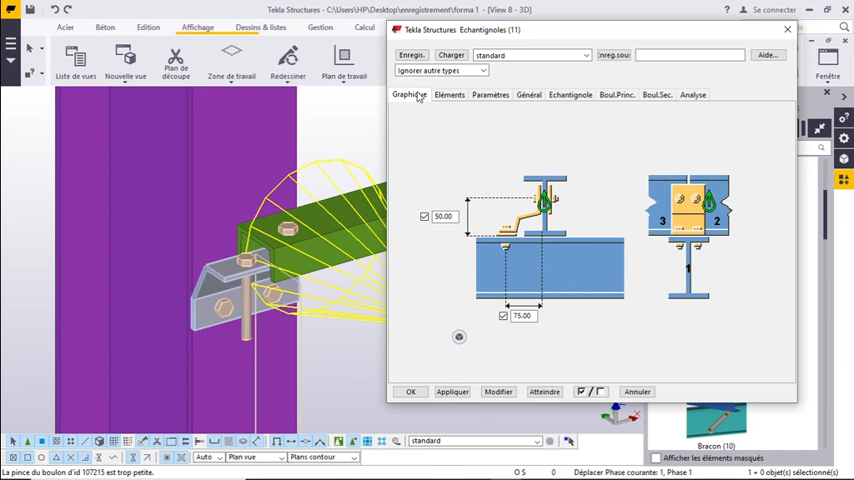 Tekla Structures - C:\Users\HP\Desktop\enregistrement\forma 1 - [View 8 - 3D]
Se connecter
Acier
Béton
Edition
Affichage
Dessins & listes
Gestion
Calcul
Liste de vues
Nouvelle vue
Plan de découpe
Zone de travail
Redessiner
Plan de travail
Fenêtre
Tekla Structures Echantignoles (11)
Enregis.
Charger
standard
Enreg.sous
Aide...
Ignorer autre types
Graphique
Eléments
Paramètres
Général
Echantignole
Boul.Princ.
Boul.Sec.
Analyse
50.00
3
2
1
75.00
OK
Appliquer
Modifier
Atteindre
Annuler
Bracon (10)
Afficher les éléments masqués
standard
Auto
Plan vue
Plans contour
La pince du boulon d'id 107215 est trop petite.
O S
0
Déplacer
Phase courante: 1, Phase 1
1 + 0 objet(s) sélectionné(s)